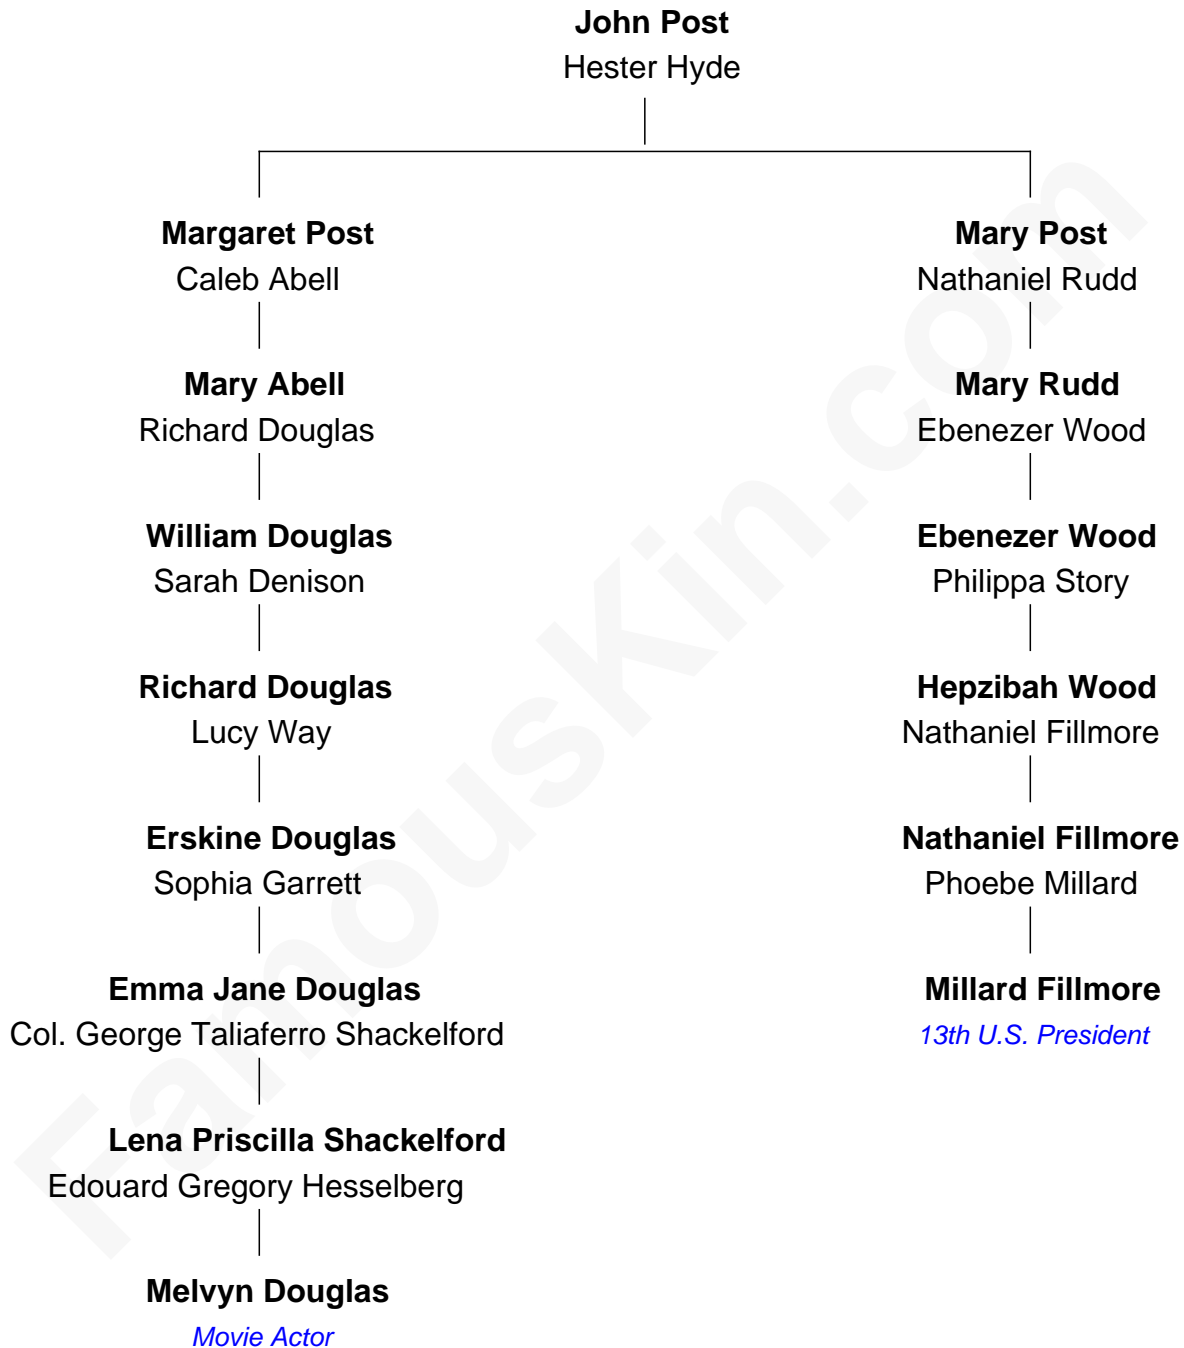 John Post
Hester Hyde
Margaret Post
Caleb Abell
Mary Post
Nathaniel Rudd
Mary Abell
Richard Douglas
Mary Rudd
Ebenezer Wood
William Douglas
Sarah Denison
Ebenezer Wood
Philippa Story
Richard Douglas
Lucy Way
Hepzibah Wood
Nathaniel Fillmore
Erskine Douglas
Sophia Garrett
Nathaniel Fillmore
Phoebe Millard
Emma Jane Douglas
Col. George Taliaferro Shackelford
Millard Fillmore
13th U.S. President
Lena Priscilla Shackelford
Edouard Gregory Hesselberg
Melvyn Douglas
Movie Actor
FamousKin.com